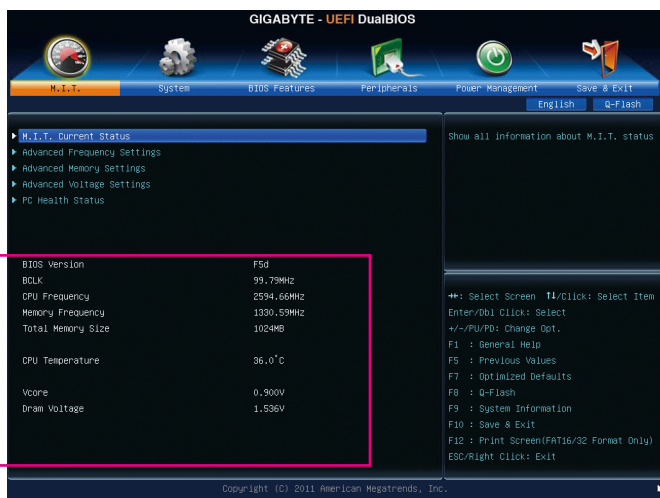 GIGABYTE - UEFI DualBIOS
M.I.T. System BIOS Features Peripherals Power Management Save & Exit
English Q-Flash
M.I.T. Current Status
Advanced Frequency Settings
Advanced Memory Settings
Advanced Voltage Settings
PC Health Status
Show all information about M.I.T. status
BIOS Version F5d
BCLK 99.79MHz
CPU Frequency 2594.66MHz
Memory Frequency 1330.59MHz
Total Memory Size 1024MB
CPU Temperature 36.0°C
Vcore 0.900V
Dram Voltage 1.536V
→←: Select Screen ↑↓/Click: Select Item
Enter/Dbl Click: Select
+/-/PU/PD: Change Opt.
F1 : General Help
F5 : Previous Values
F7 : Optimized Defaults
F8 : Q-Flash
F9 : System Information
F10 : Save & Exit
F12 : Print Screen(FAT16/32 Format Only)
ESC/Right Click: Exit
Copyright (C) 2011 American Megatrends, Inc.